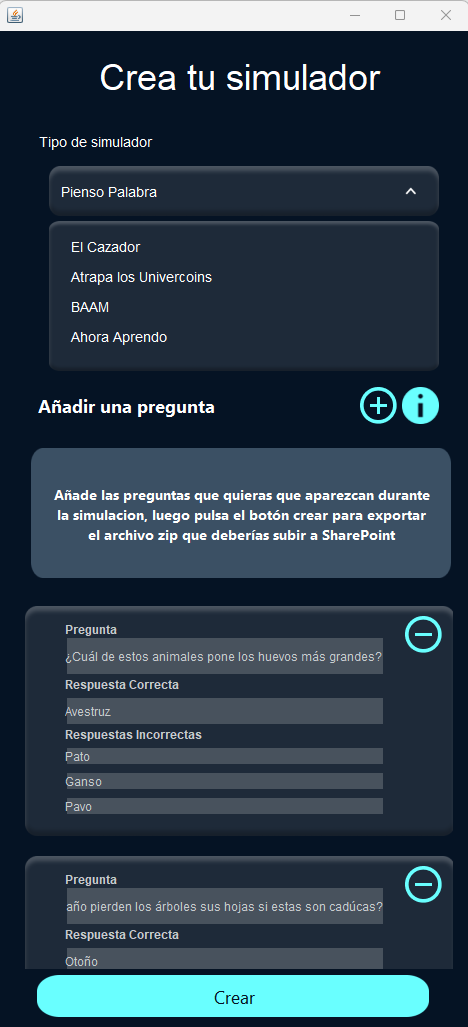 Crea tu simulador
Tipo de simulador
Pienso Palabra
El Cazador
Atrapa los Univercoins
BAAM
Ahora Aprendo
Añadir una pregunta
Añade las preguntas que quieras que aparezcan durante
la simulacion, luego pulsa el botón crear para exportar
el archivo zip que deberías subir a SharePoint
Pregunta
¿Cuál de estos animales pone los huevos más grandes?
Respuesta Correcta
Avestruz
Respuestas Incorrectas
Pato
Ganso
Pavo
Pregunta
año pierden los árboles sus hojas si estas son cadúcas?
Respuesta Correcta
Otoño
Crear